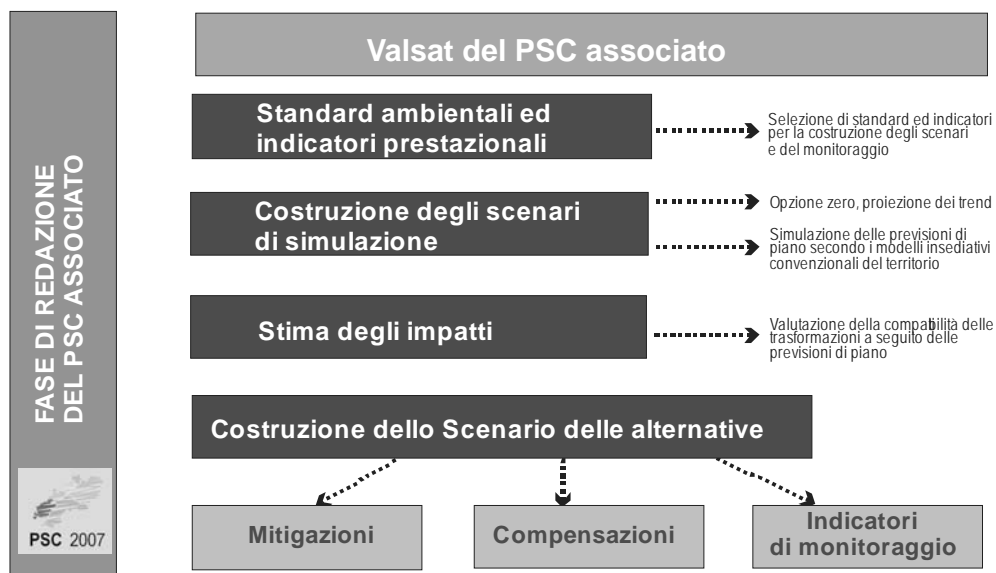 Valsat del PSC associato
FASE DI REDAZIONE
DEL PSC ASSOCIATO
PSC 2007
Standard ambientali ed
indicatori prestazionali
Selezione di standard ed indicatori
per la costruzione degli scenari
e del monitoraggio
Costruzione degli scenari
di simulazione
Opzione zero, proiezione dei trend
Simulazione delle previsioni di
piano secondo i modelli insediativi
convenzionali del territorio
Stima degli impatti
Valutazione della compatibilità delle
trasformazioni a seguito delle
previsioni di piano
Costruzione dello Scenario delle alternative
Mitigazioni
Compensazioni
Indicatori
di monitoraggio